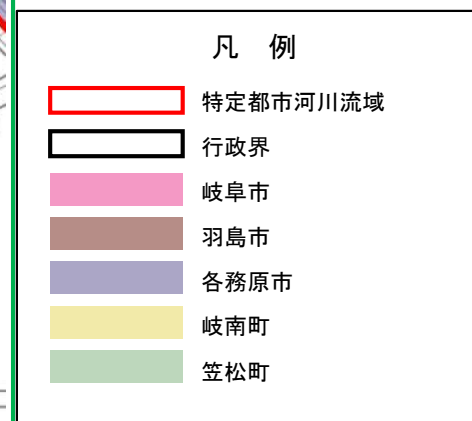 凡 例
特定都市河川流域
行政界
岐阜市
羽島市
各務原市
岐南町
笠松町